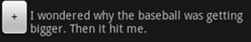 +
I wondered why the baseball was getting
bigger. Then it hit me.